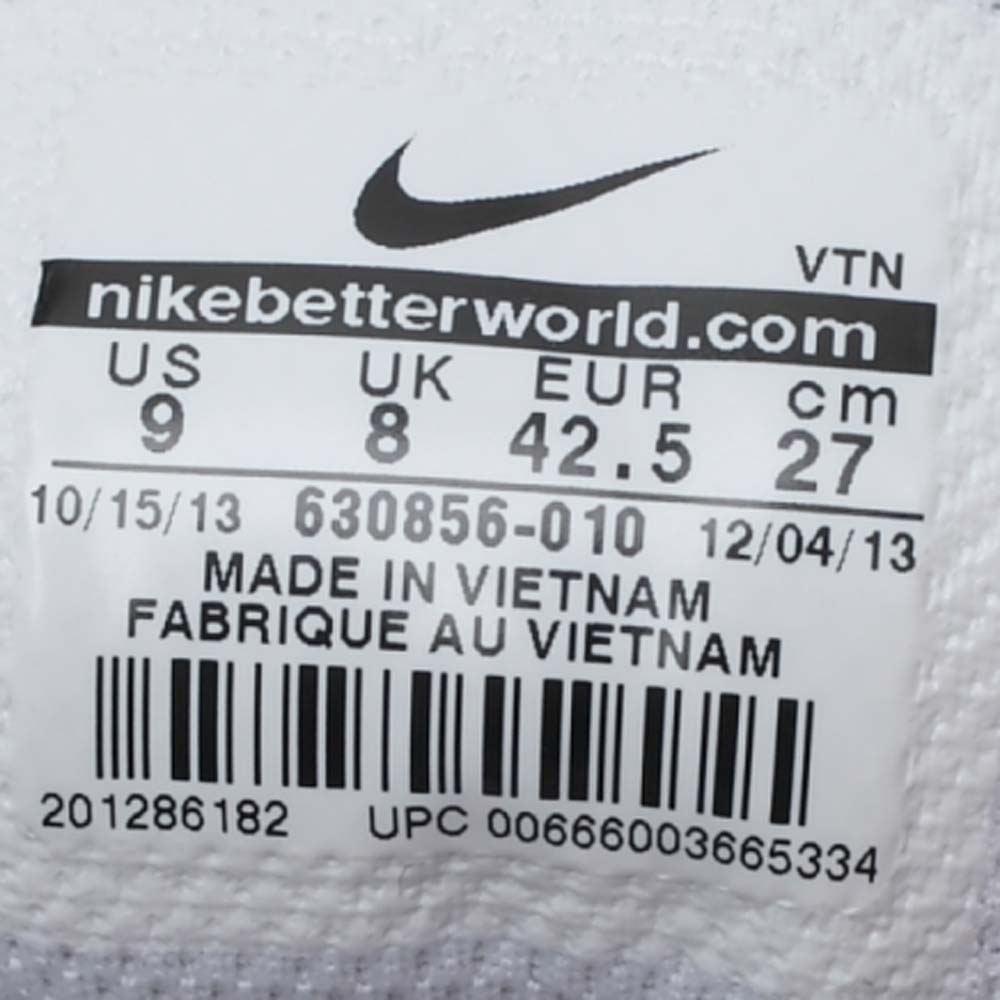 VTN
nikebetterworld.com
US UK EUR cm
9 8 42.5 27
10/15/13 630856-010 12/04/13
MADE IN VIETNAM
FABRIQUE AU VIETNAM
201286182 UPC 00666003665334